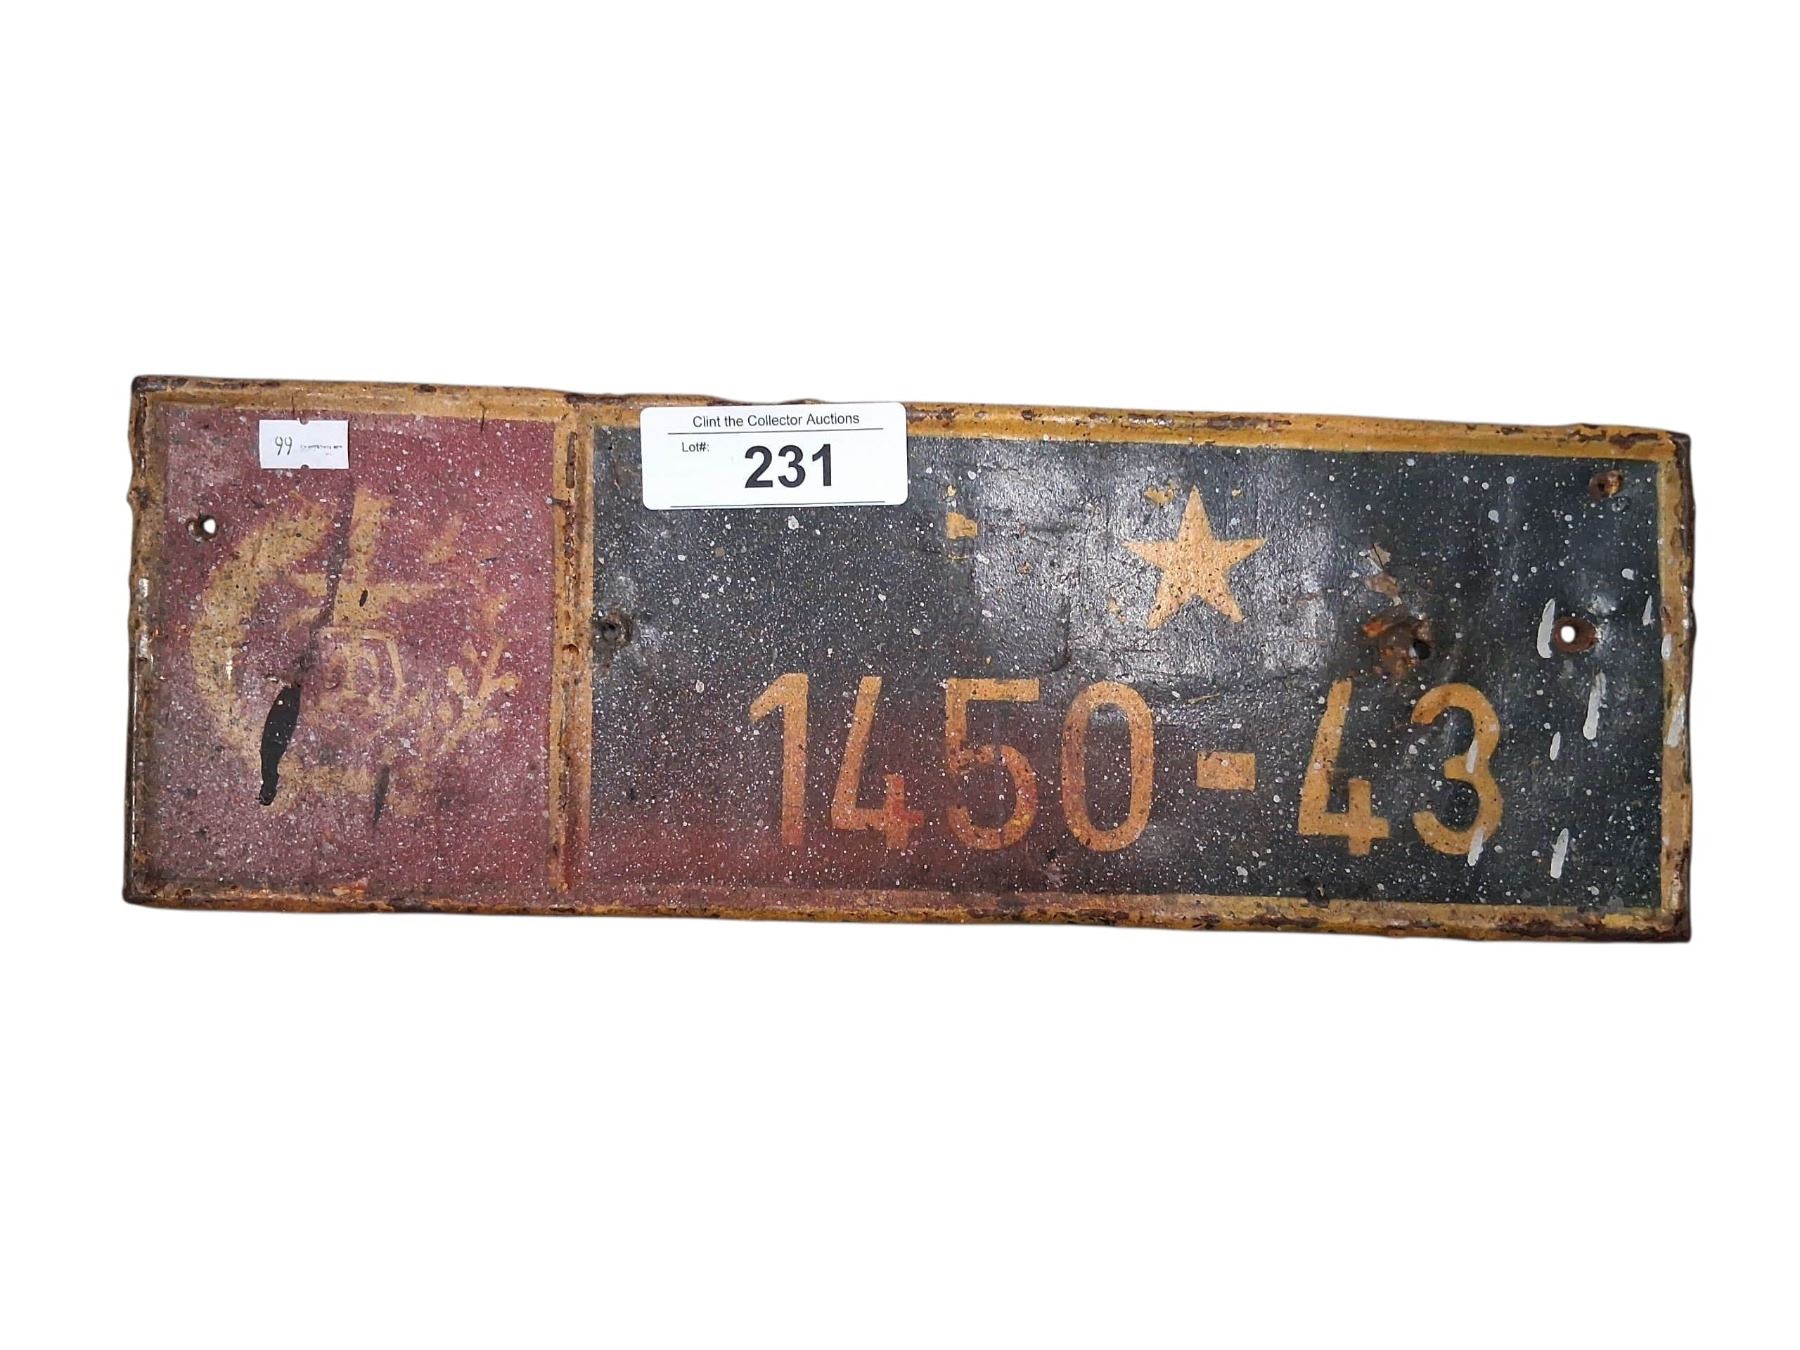 Clint the Collector Auctions
Lot#:
231
99
1450-43